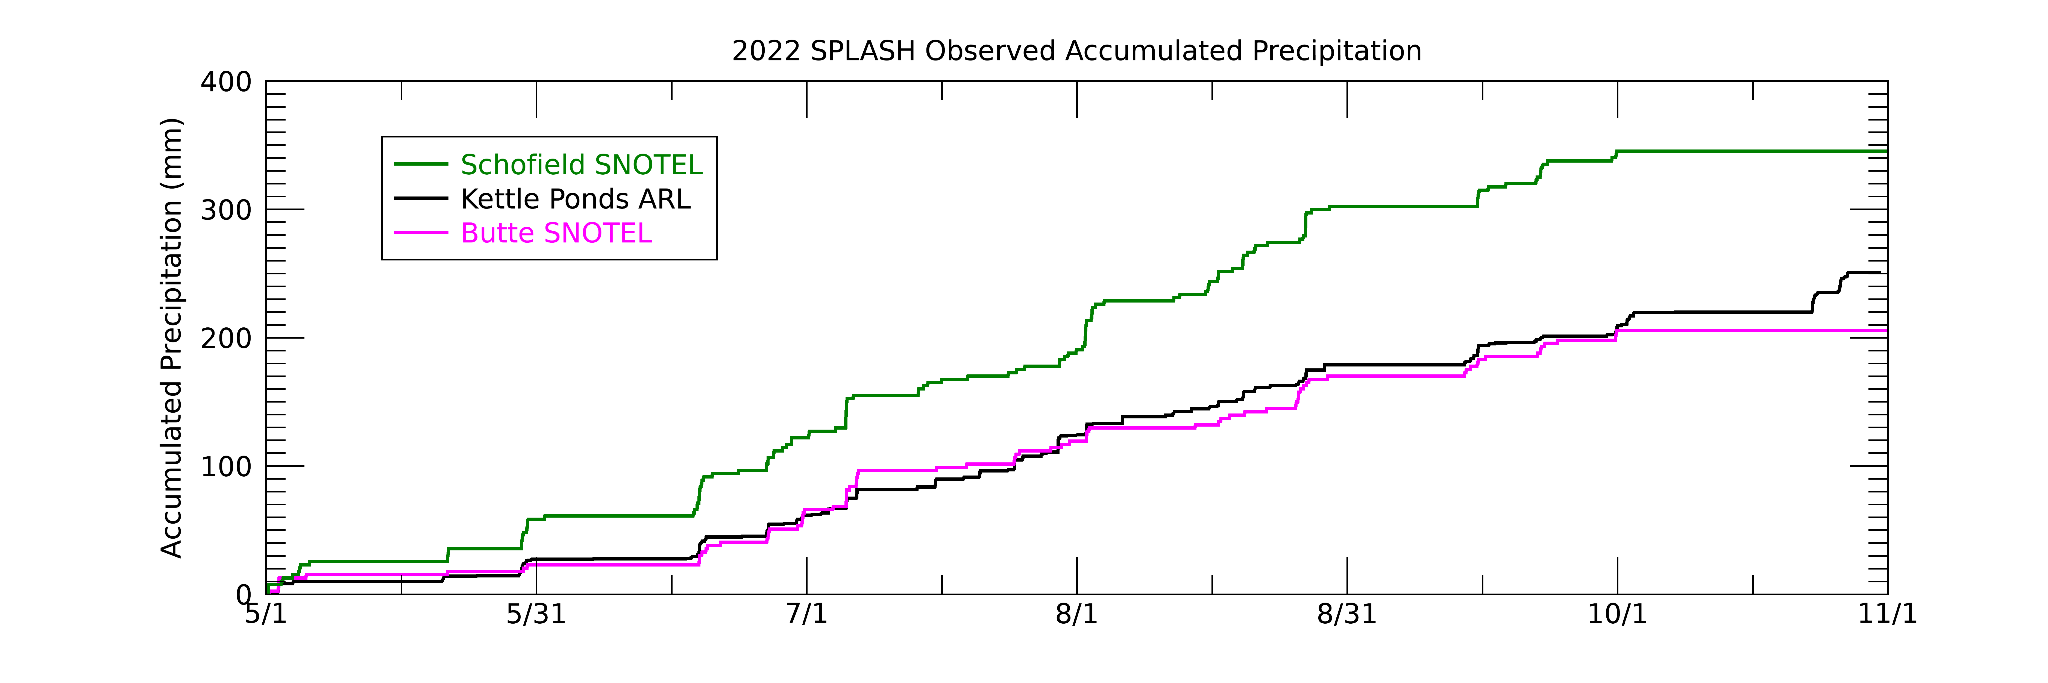 2022 SPLASH Observed Accumulated Precipitation
Accumulated Precipitation (mm)
400
300
200
100
0
Schofield SNOTEL
Kettle Ponds ARL
Butte SNOTEL
5/1 5/31 7/1 8/1 8/31 10/1 11/1